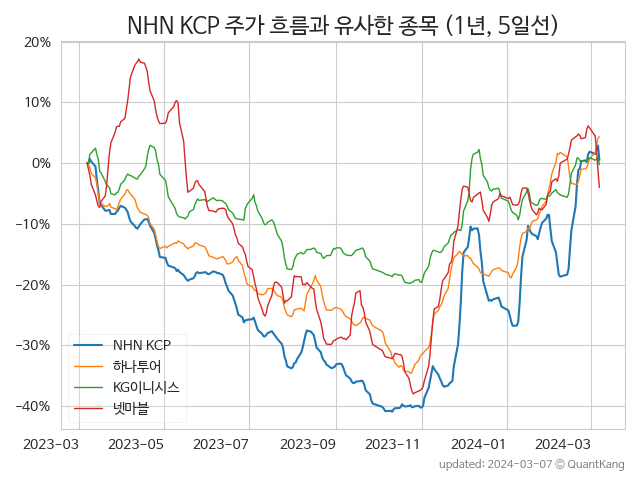 NHN KCP 주가 흐름과 유사한 종목 (1년, 5일선)
20%
10%
0%
−10%
−20%
−30%
−40%
NHN KCP
하나투어
KG이니시스
넷마블
2023-03
2023-05
2023-07
2023-09
2023-11
2024-01
2024-03
updated: 2024-03-07 © QuantKang